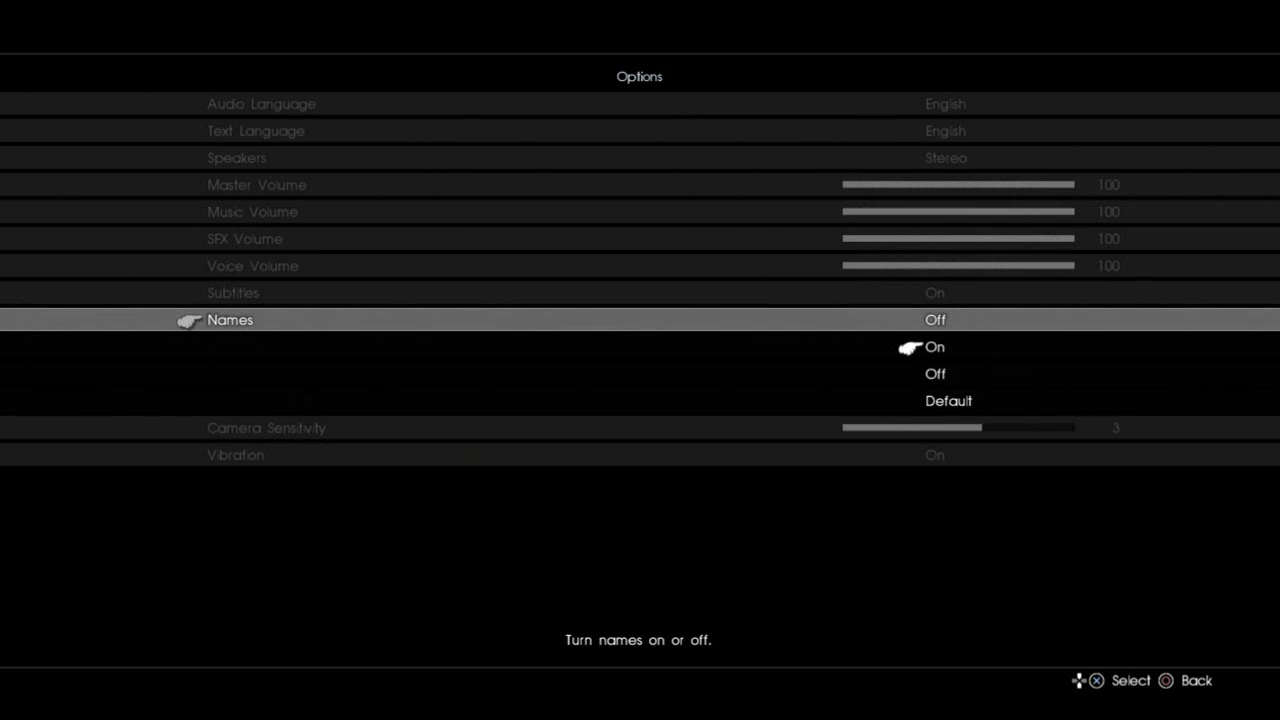 Options
Audio Language English
Text Language English
Speakers Stereo
Master Volume 100
Music Volume 100
SFX Volume 100
Voice Volume 100
Subtitles On
Names Off
On
Off
Default
Camera Sensitivity 3
Vibration On
Turn names on or off.
Select Back